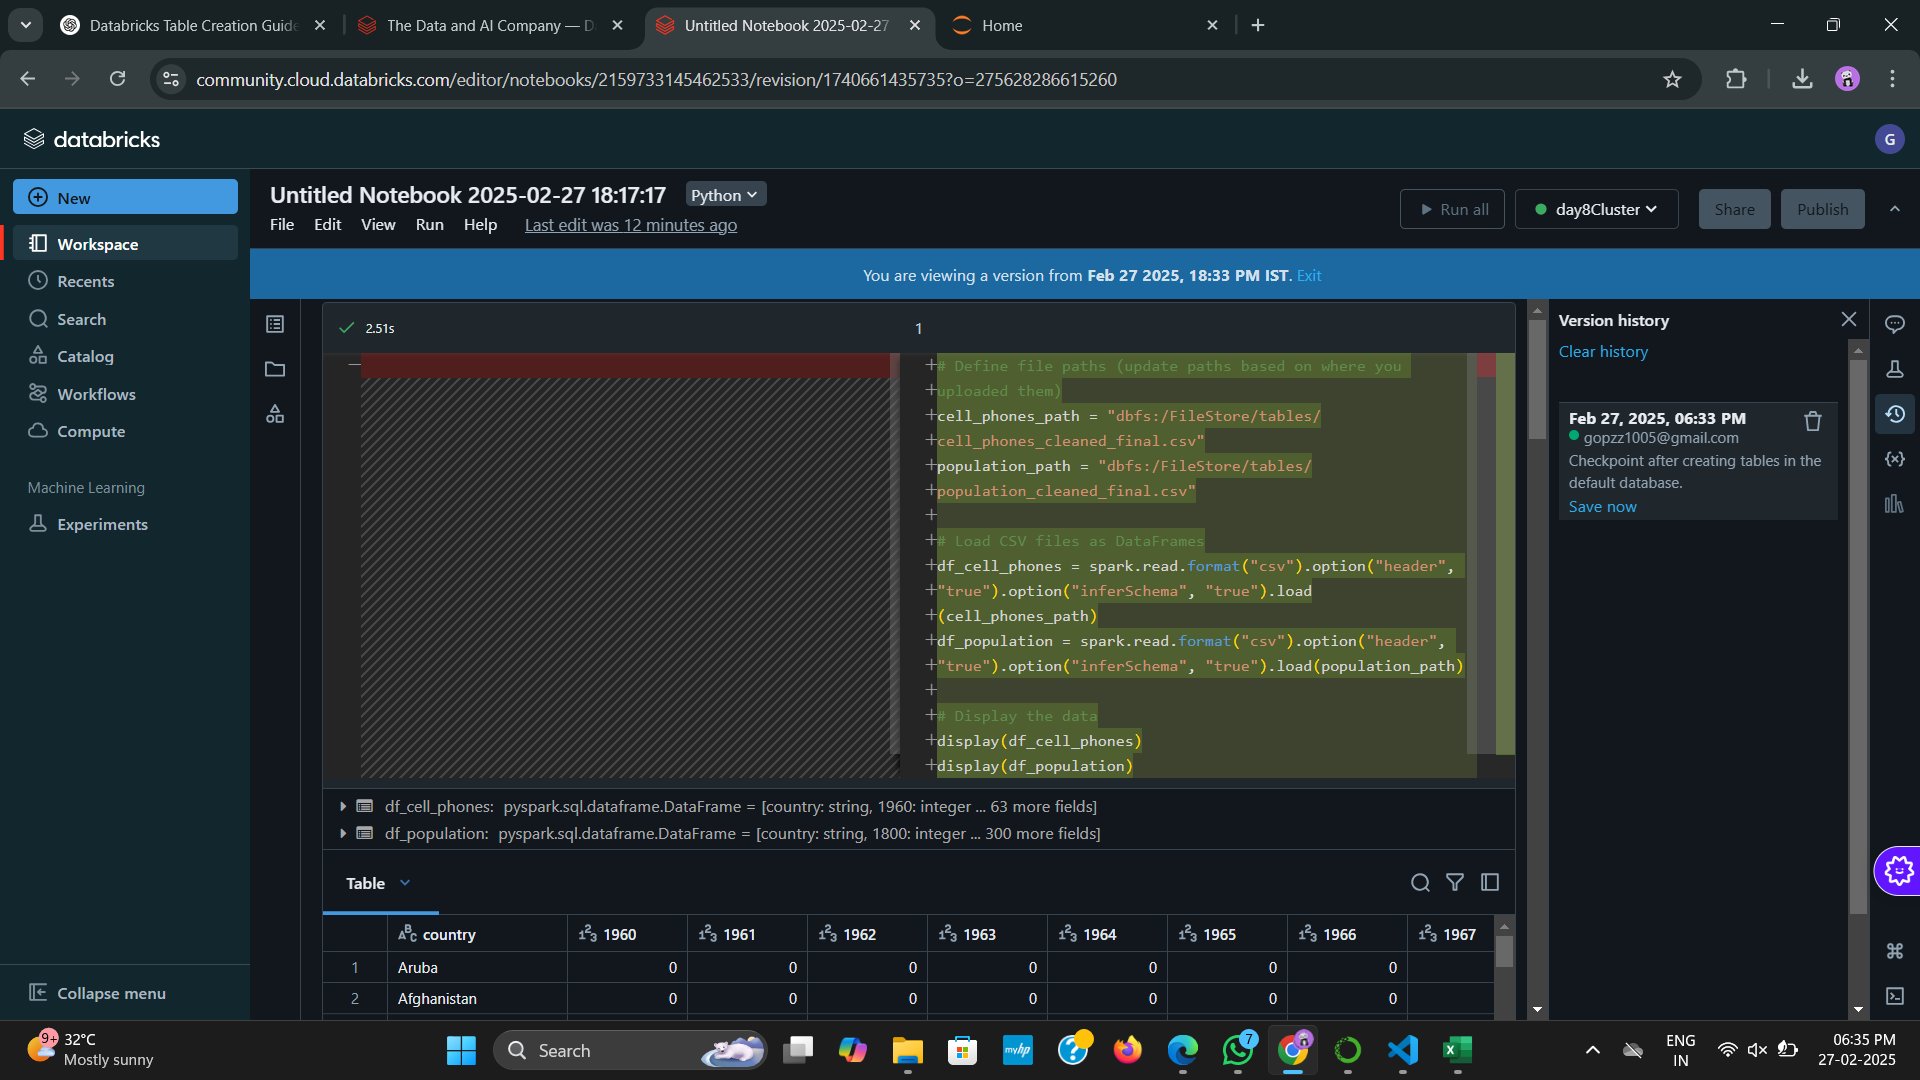 Databricks Table Creation Guide
The Data and AI Company — D
Untitled Notebook 2025-02-27
Home
community.cloud.databricks.com/editor/notebooks/2159733145462533/revision/1740661435735?o=275628286615260
databricks
G
New
Workspace
Recents
Search
Catalog
Workflows
Compute
Machine Learning
Experiments
Collapse menu
Untitled Notebook 2025-02-27 18:17:17
Python
File Edit View Run Help Last edit was 12 minutes ago
Run all
day8Cluster
Share
Publish
You are viewing a version from Feb 27 2025, 18:33 PM IST. Exit
2.51s
1
—
+# Define file paths (update paths based on where you
+uploaded them)
+cell_phones_path = "dbfs:/FileStore/tables/
+cell_phones_cleaned_final.csv"
+population_path = "dbfs:/FileStore/tables/
+population_cleaned_final.csv"
+
+# Load CSV files as DataFrames
+df_cell_phones = spark.read.format("csv").option("header",
+"true").option("inferSchema", "true").load
+(cell_phones_path)
+df_population = spark.read.format("csv").option("header",
+"true").option("inferSchema", "true").load(population_path)
+
+# Display the data
+display(df_cell_phones)
+display(df_population)
df_cell_phones: pyspark.sql.dataframe.DataFrame = [country: string, 1960: integer ... 63 more fields]
df_population: pyspark.sql.dataframe.DataFrame = [country: string, 1800: integer ... 300 more fields]
Table
country 1960 1961 1962 1963 1964 1965 1966 1967
1 Aruba 0 0 0 0 0 0 0
2 Afghanistan 0 0 0 0 0 0 0
Version history
Clear history
Feb 27, 2025, 06:33 PM
gopzz1005@gmail.com
Checkpoint after creating tables in the
default database.
Save now
9+
32°C
Mostly sunny
Search
myhp
7
ENG
IN
06:35 PM
27-02-2025